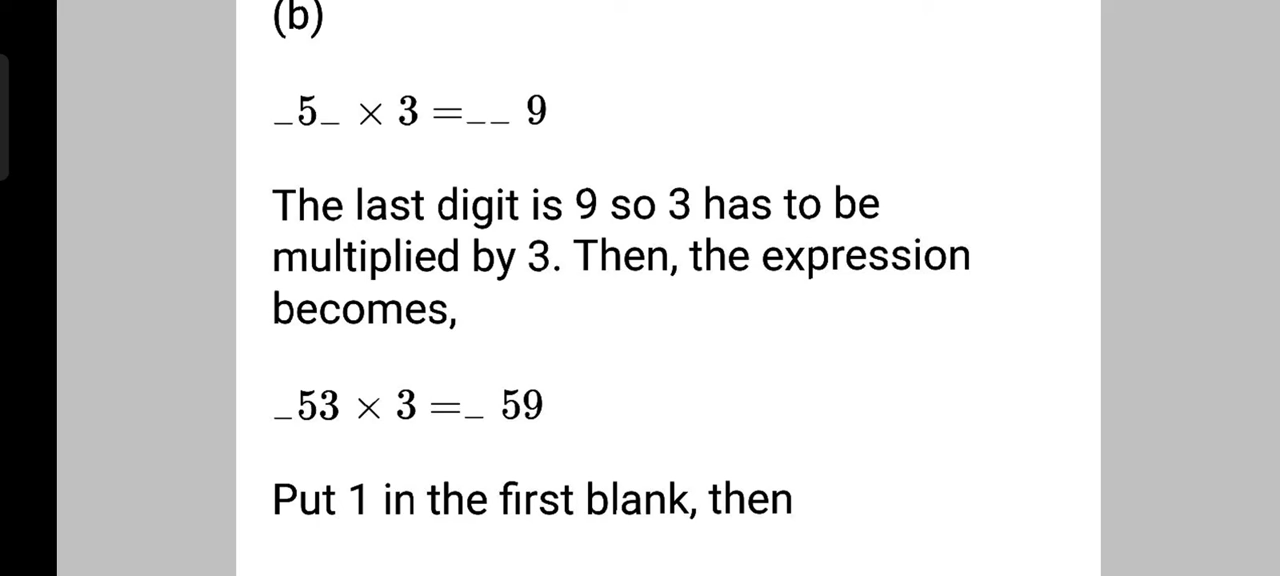 (b)
_5_ × 3 =__ 9
The last digit is 9 so 3 has to be
multiplied by 3. Then, the expression
becomes,
_53 × 3 =_ 59
Put 1 in the first blank, then